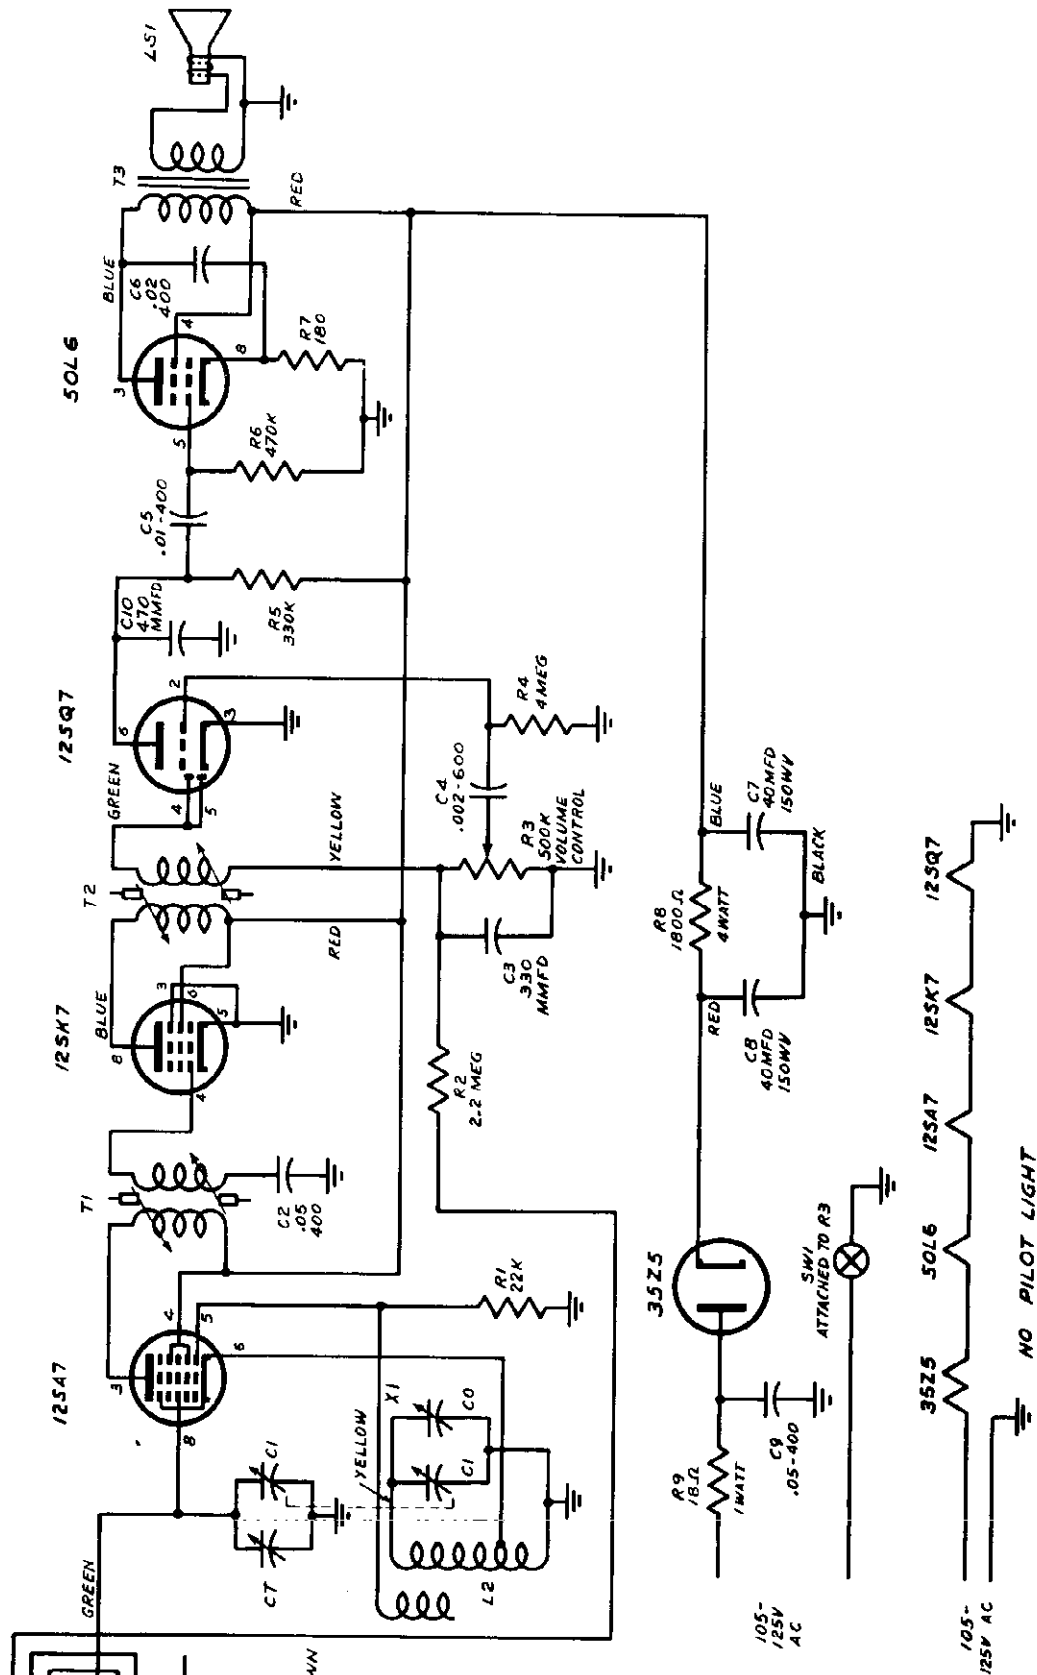 LS1
T3
RED
BLUE
C6
.02
400
50L6
3
4
8
5
R7
180
R6
470K
C5
.01-400
R5
330K
C10
470
MMFD
12SQ7
6
2
3
4
5
GREEN
R4
4MEG
C4
.002-600
R3
500K
VOLUME
CONTROL
YELLOW
T2
RED
C3
330
MMFD
BLUE
12SK7
8
3
6
5
4
R2
2.2 MEG
T1
C2
.05
400
12SA7
3
4
5
6
8
R1
22K
X1
YELLOW
C1
CO
C1
CT
L2
GREEN
WN
BLUE
C7
40MFD
150WV
BLACK
R8
1800Ω
4WATT
RED
C8
40MFD
150WV
35Z5
SW1
ATTACHED TO R3
R9
18Ω
1WATT
C9
.05-400
105-
125V
AC
12SQ7
12SK7
12SA7
50L6
35Z5
NO PILOT LIGHT
105-
125V AC